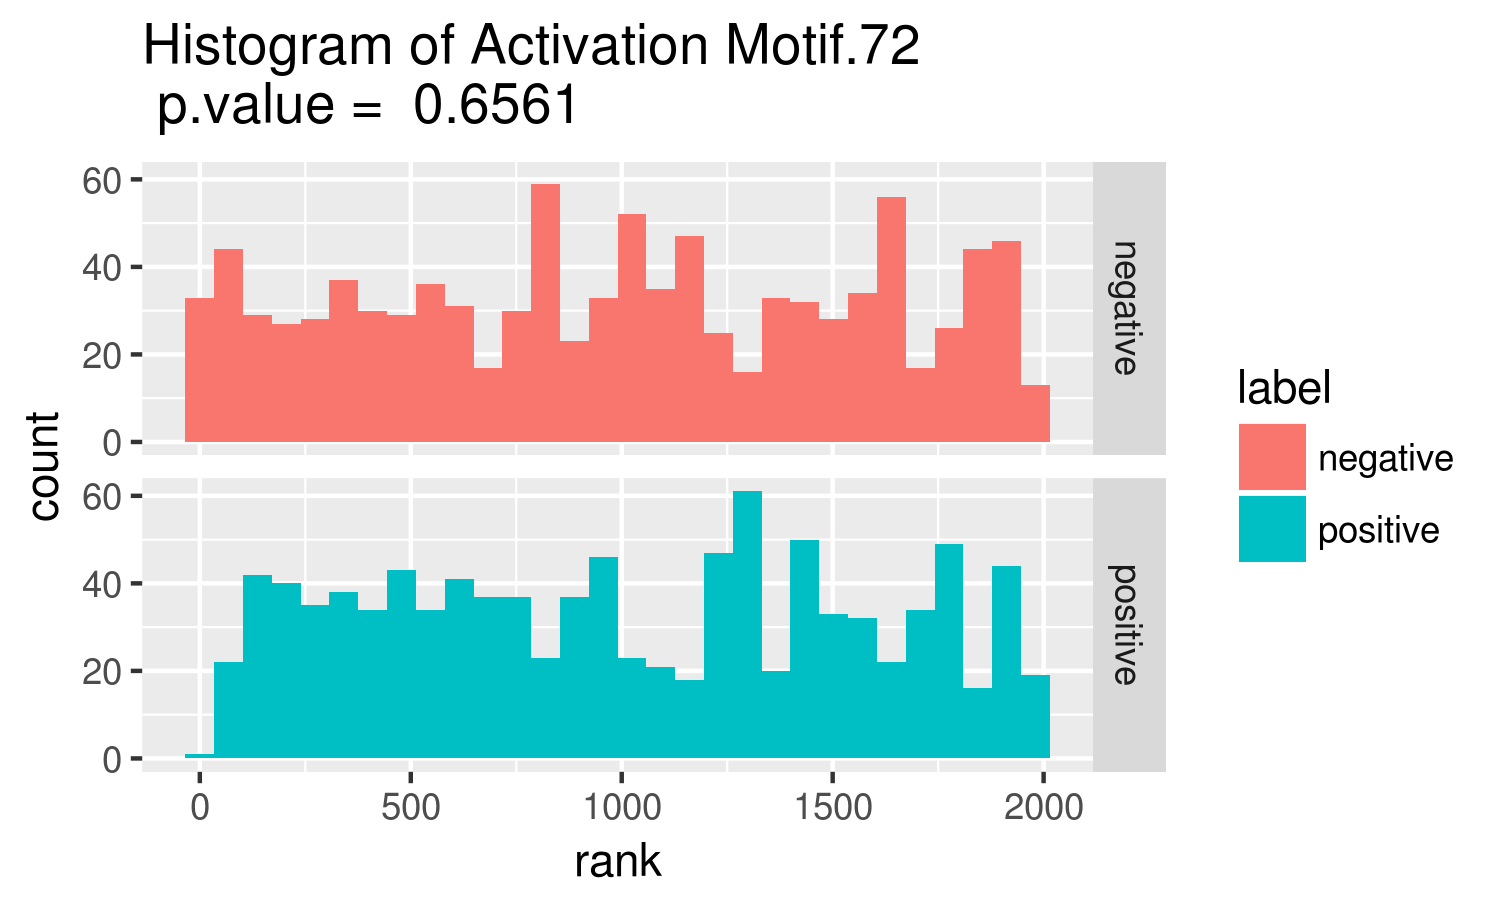 Histogram of Activation Motif.72
p.value =  0.6561
60
40
20
0
negative
60
40
20
0
positive
count
0 500 1000 1500 2000
rank
label
negative
positive